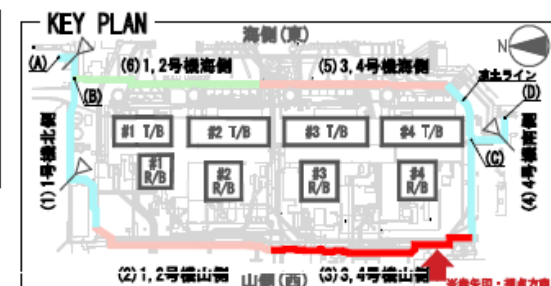 KEY PLAN
海側(東)
N
(A)
(6)1,2号機海側
(5)3,4号機海側
凍土ライン
(B)
(D)
#1 T/B
#2 T/B
#3 T/B
#4 T/B
(1)1号機北側
#1
R/B
#2
R/B
#3
R/B
#4
R/B
(C)
(4)4号機南側
(2)1,2号機山側
山側(西)
(3)3,4号機山側